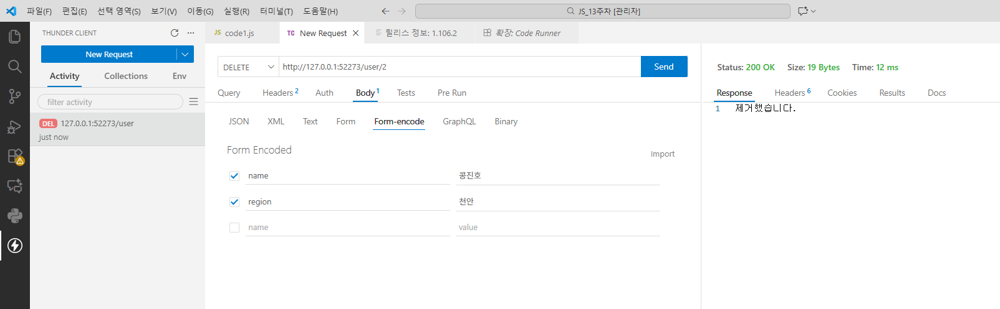 파일(F) 편집(E) 선택 영역(S) 보기(V) 이동(G) 실행(R) 터미널(T) 도움말(H) JS_13주차 [관리자]
THUNDER CLIENT
New Request
Activity Collections Env
filter activity
DEL 127.0.0.1:52273/user
just now
JS code1.js TC New Request 릴리스 정보: 1.106.2 확장: Code Runner
DELETE http://127.0.0.1:52273/user/2 Send
Query Headers 2 Auth Body 1 Tests Pre Run
JSON XML Text Form Form-encode GraphQL Binary
Form Encoded
Import
name 콩진호
region 천안
name value
Status: 200 OK Size: 19 Bytes Time: 12 ms
Response Headers 6 Cookies Results Docs
1 제거했습니다.